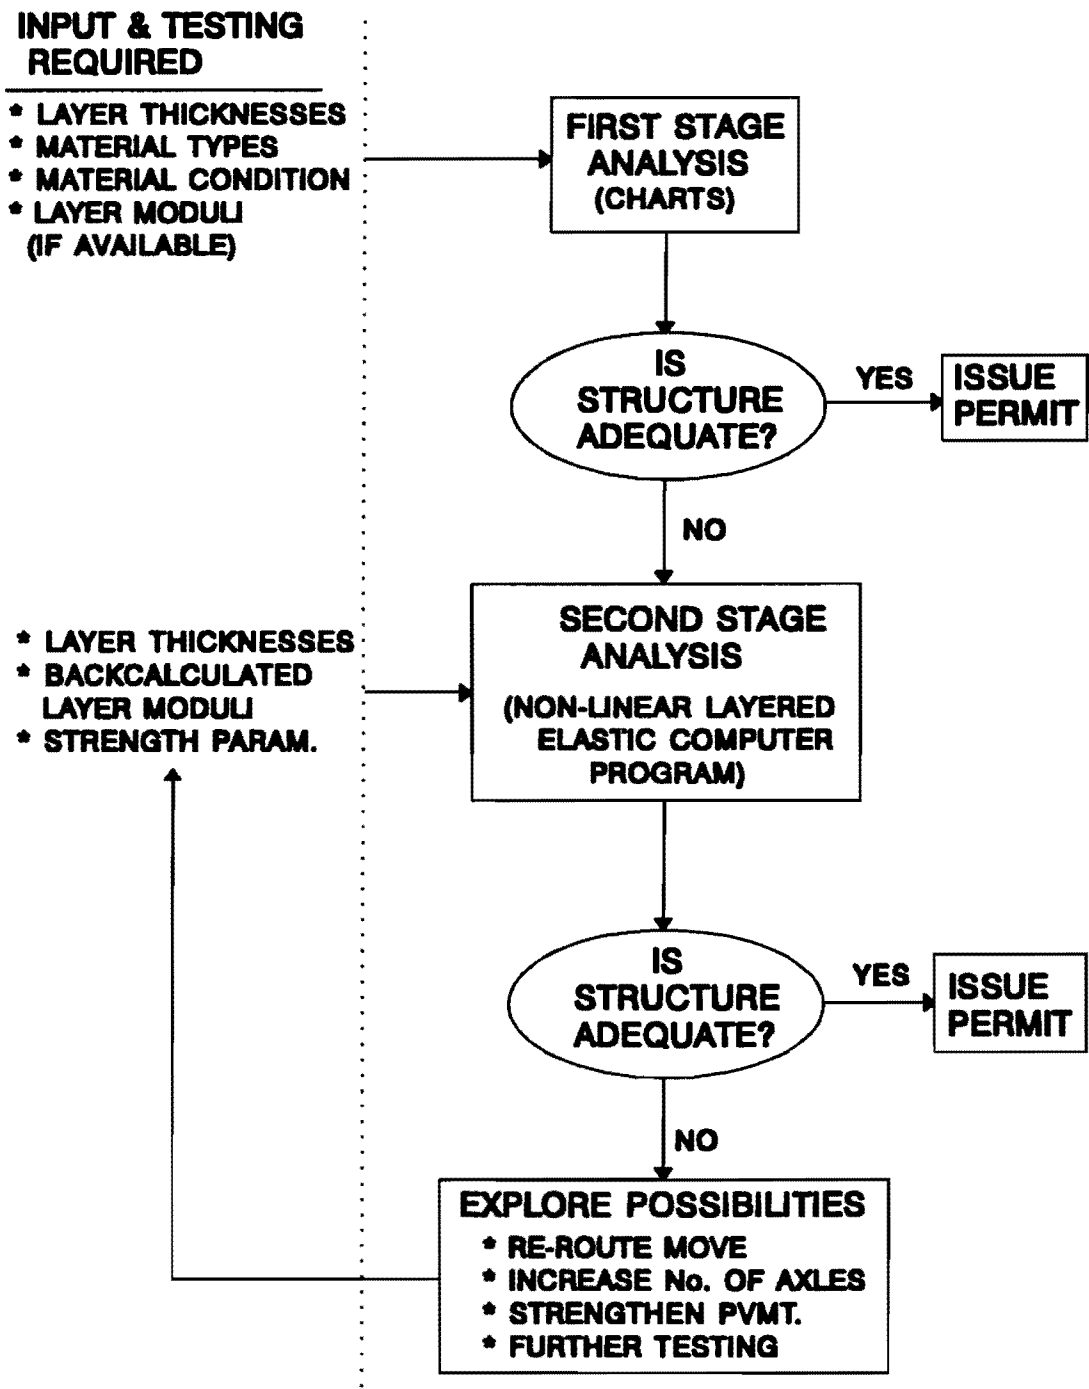 INPUT & TESTING
REQUIRED
* LAYER THICKNESSES
* MATERIAL TYPES
* MATERIAL CONDITION
* LAYER MODULI
(IF AVAILABLE)
FIRST STAGE
ANALYSIS
(CHARTS)
IS
STRUCTURE
ADEQUATE?
YES
ISSUE
PERMIT
NO
* LAYER THICKNESSES
* BACKCALCULATED
LAYER MODULI
* STRENGTH PARAM.
SECOND STAGE
ANALYSIS
(NON-LINEAR LAYERED
ELASTIC COMPUTER
PROGRAM)
IS
STRUCTURE
ADEQUATE?
YES
ISSUE
PERMIT
NO
EXPLORE POSSIBILITIES
* RE-ROUTE MOVE
* INCREASE No. OF AXLES
* STRENGTHEN PVMT.
* FURTHER TESTING